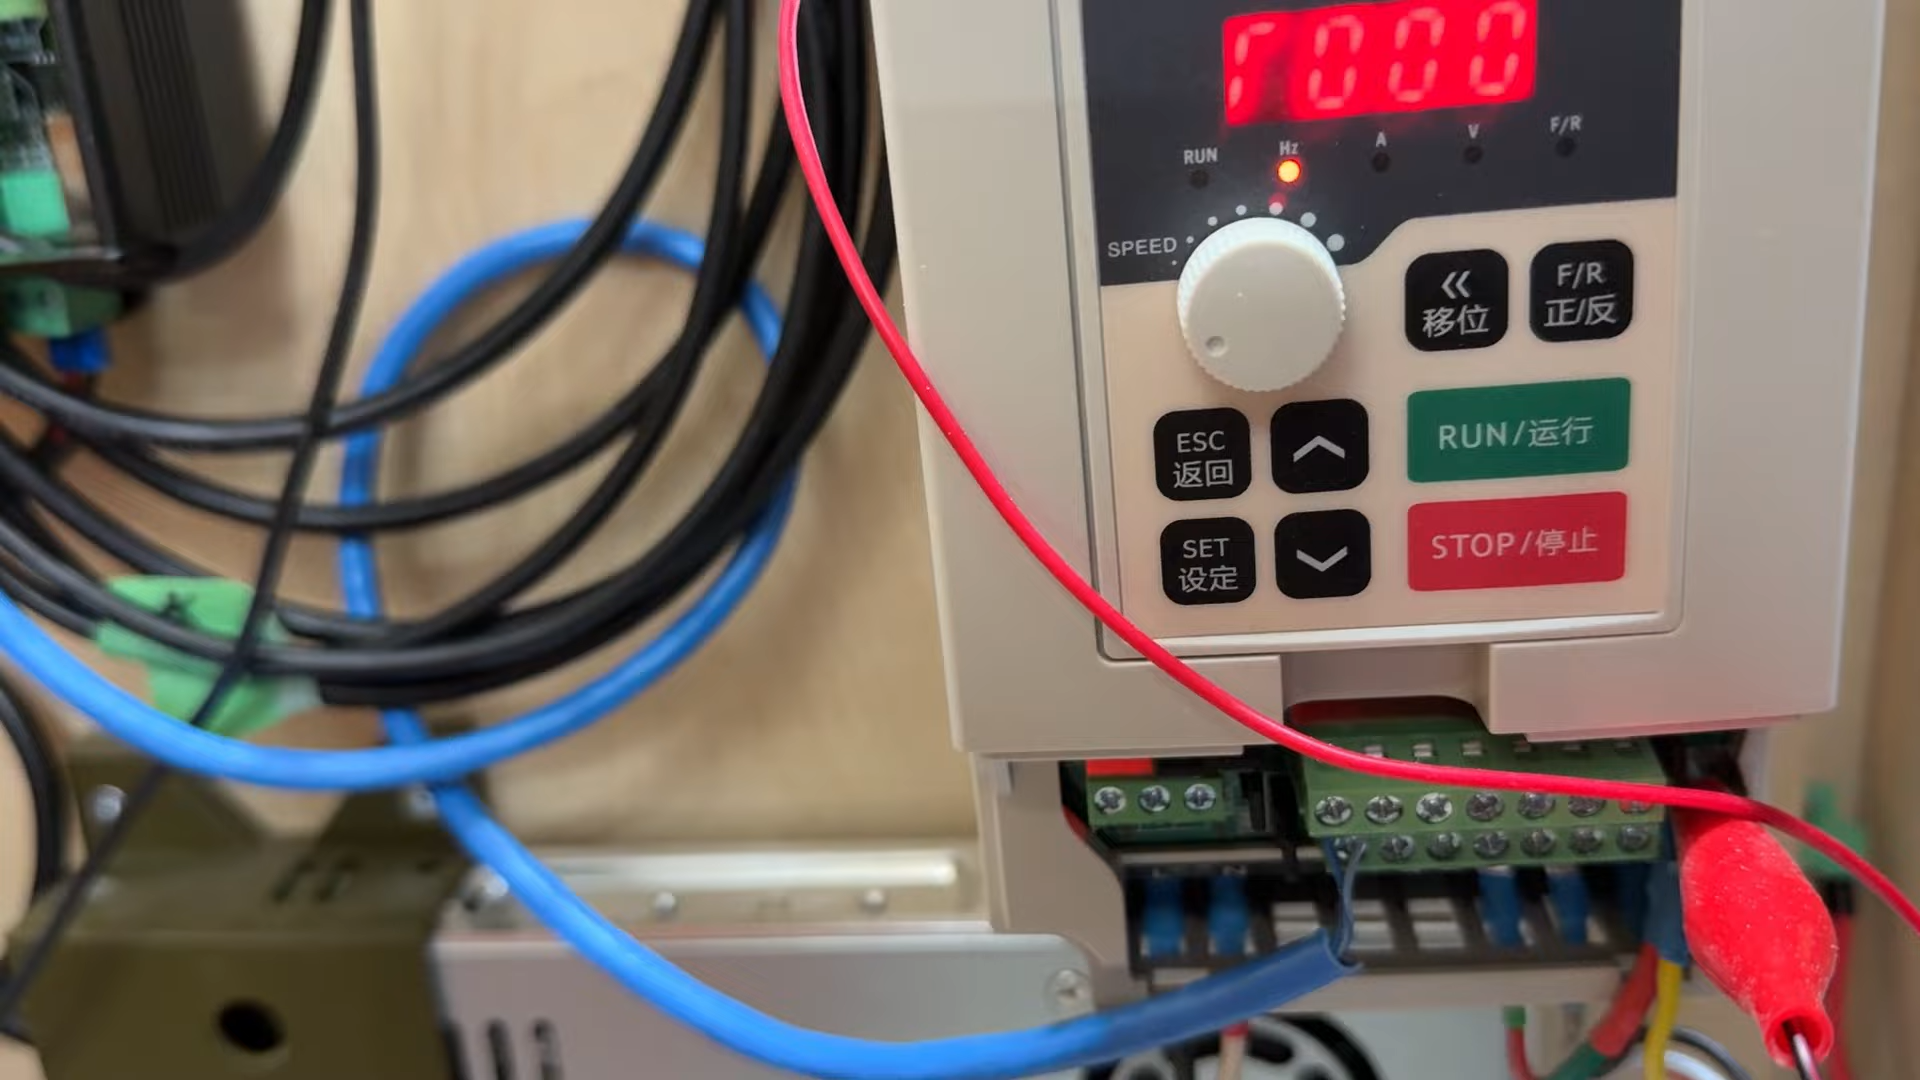 r000
RUN Hz A V F/R
SPEED
<<
移位
F/R
正/反
ESC
返回
RUN/运行
SET
设定
STOP/停止